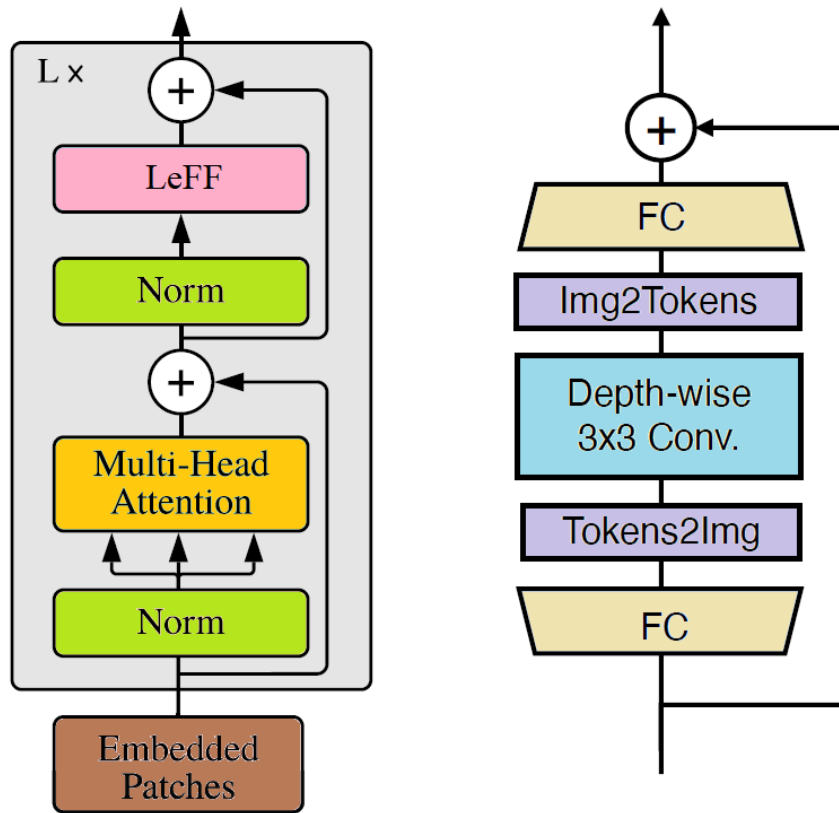 L ×
+
LeFF
Norm
+
Multi-Head
Attention
Norm
Embedded
Patches
+
FC
Img2Tokens
Depth-wise
3x3 Conv.
Tokens2Img
FC